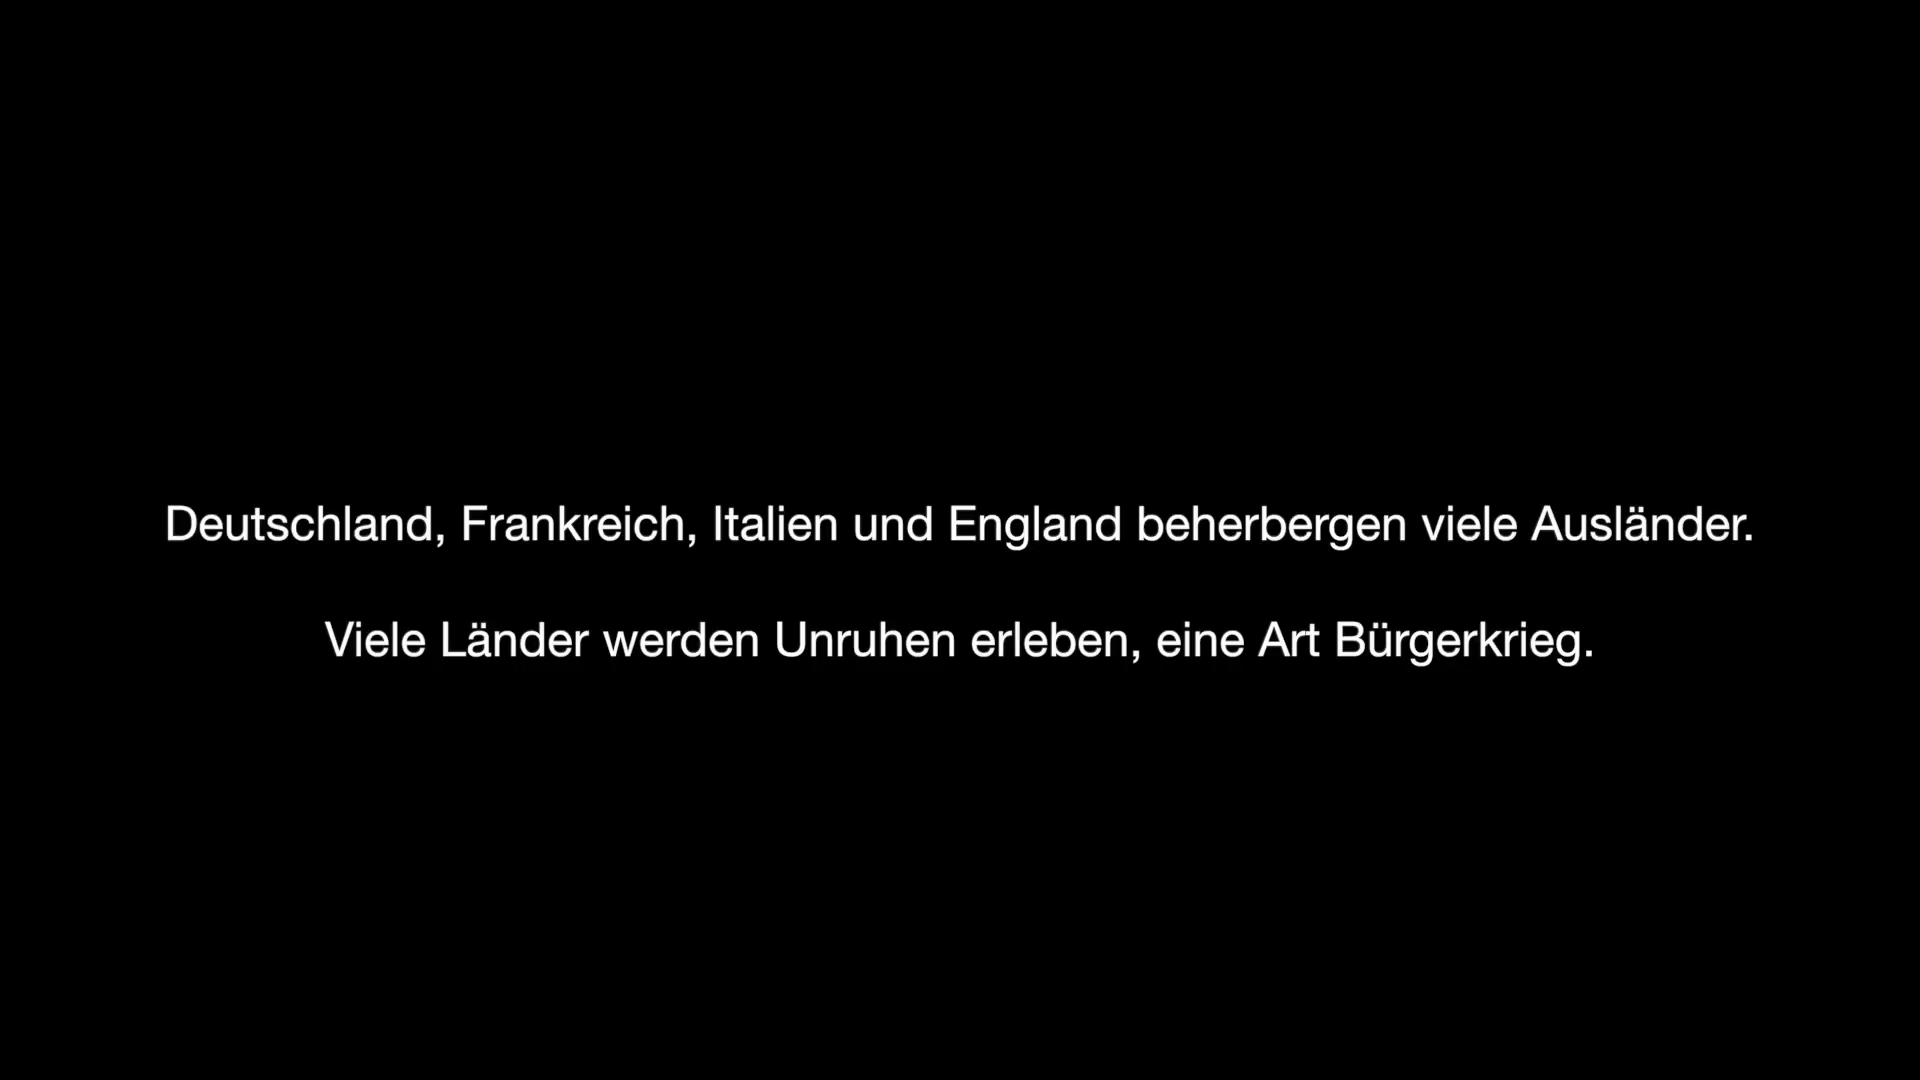 Deutschland, Frankreich, Italien und England beherbergen viele Ausländer.
Viele Länder werden Unruhen erleben, eine Art Bürgerkrieg.